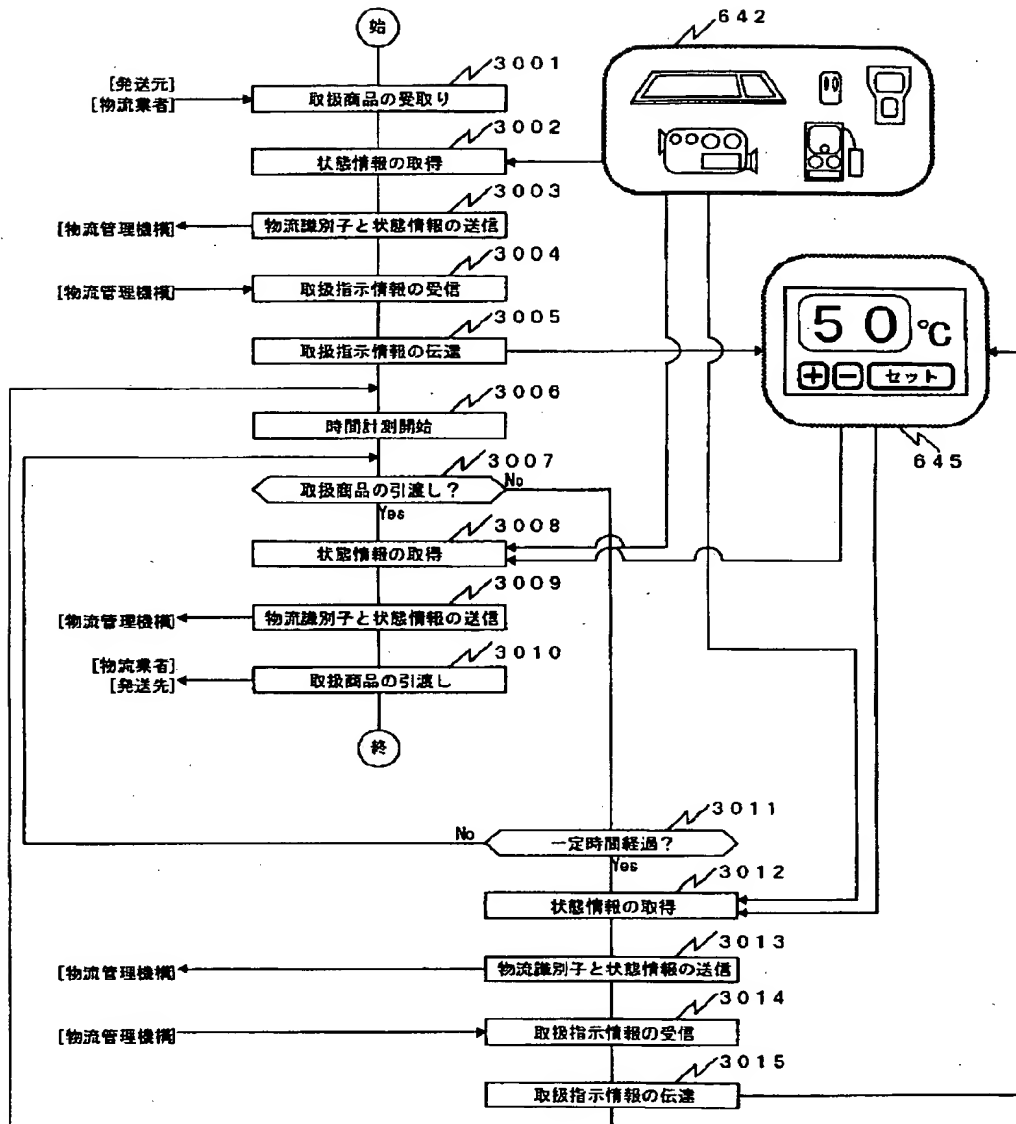 始
642
3001
[発送元]
[物流業者]
取扱商品の受取り
3002
状態情報の取得
3003
[物流管理機構]
物流識別子と状態情報の送信
3004
[物流管理機構]
取扱指示情報の受信
3005
取扱指示情報の伝達
50℃
+ - セット
645
3006
時間計測開始
3007
取扱商品の引渡し？
No
Yes
3008
状態情報の取得
3009
[物流管理機構]
物流識別子と状態情報の送信
3010
[物流業者]
[発送先]
取扱商品の引渡し
終
3011
No
一定時間経過？
Yes
3012
状態情報の取得
3013
[物流管理機構]
物流識別子と状態情報の送信
3014
[物流管理機構]
取扱指示情報の受信
3015
取扱指示情報の伝達